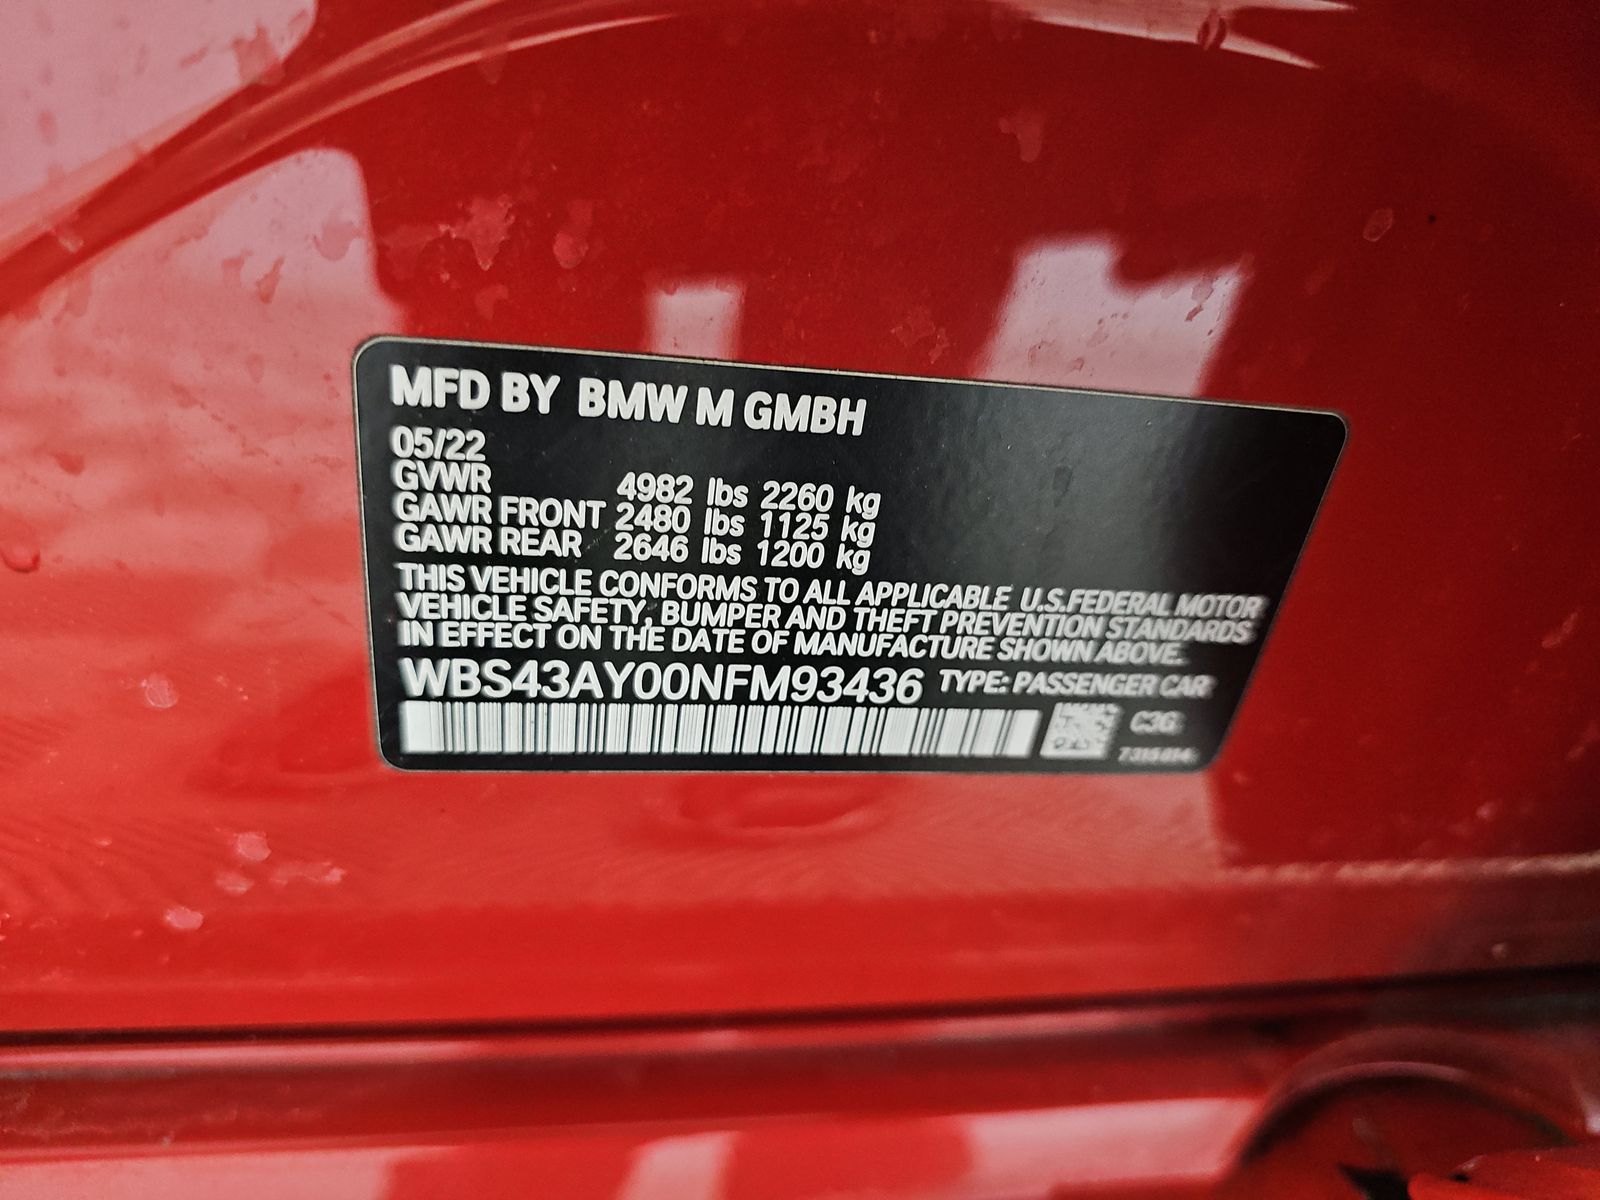 MFD BY BMW M GMBH
05/22
GVWR 4982 lbs 2260 kg
GAWR FRONT 2480 lbs 1125 kg
GAWR REAR 2646 lbs 1200 kg
THIS VEHICLE CONFORMS TO ALL APPLICABLE U.S.FEDERAL MOTOR
VEHICLE SAFETY, BUMPER AND THEFT PREVENTION STANDARDS
IN EFFECT ON THE DATE OF MANUFACTURE SHOWN ABOVE.
WBS43AY00NFM93436 TYPE: PASSENGER CAR
C3G